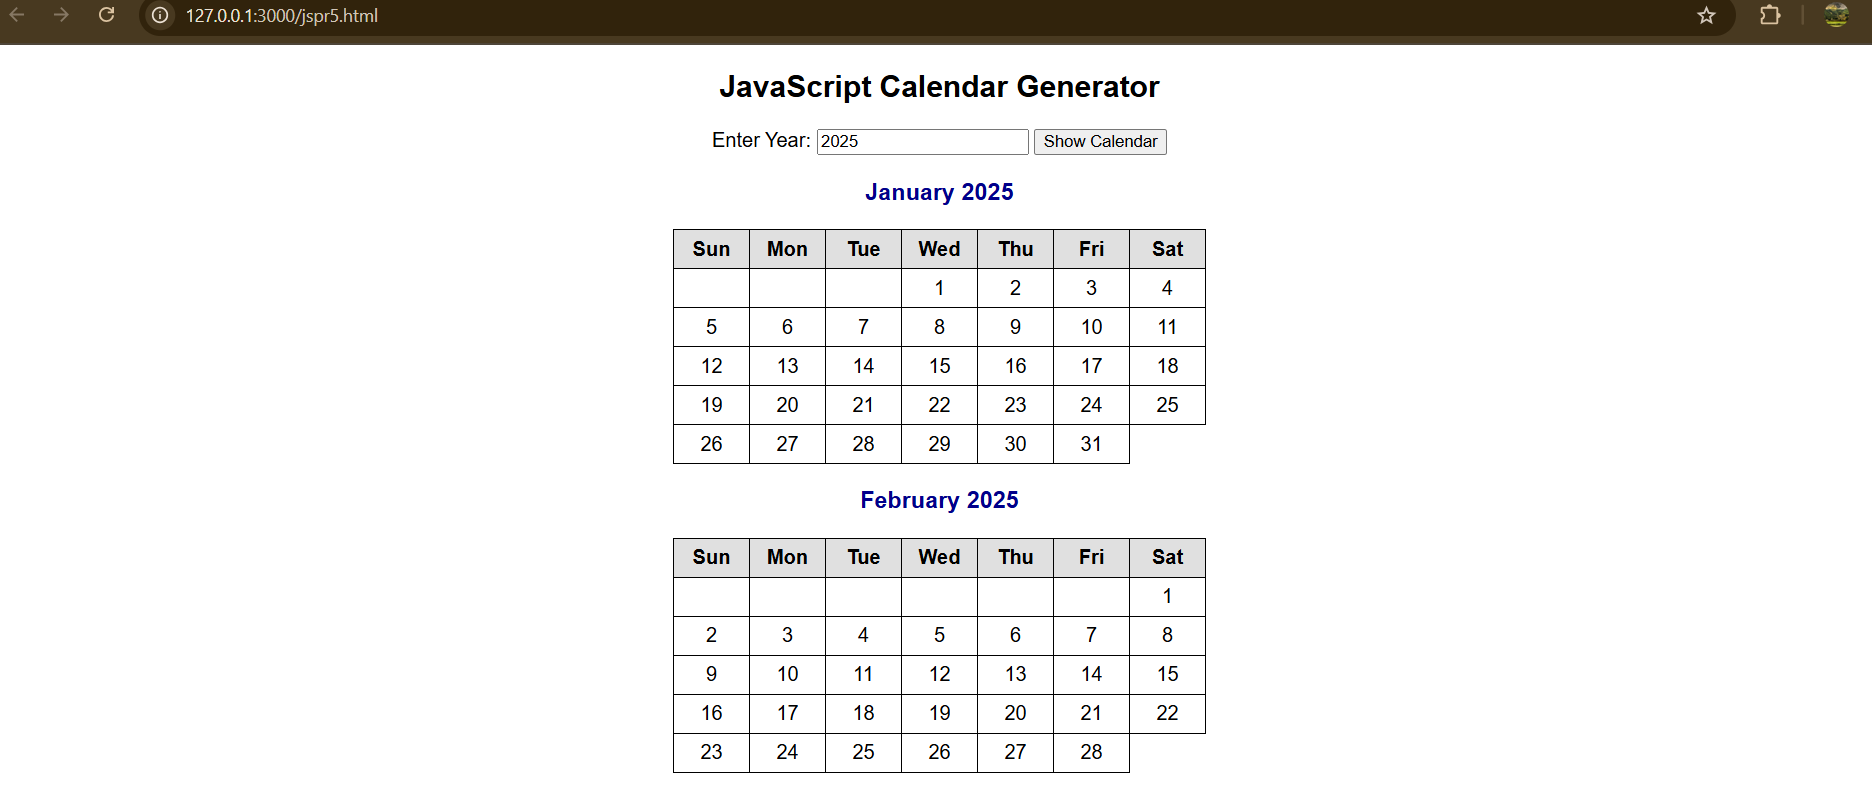 127.0.0.1:3000/jspr5.html
JavaScript Calendar Generator
Enter Year: 2025 Show Calendar
January 2025
Sun Mon Tue Wed Thu Fri Sat
1 2 3 4
5 6 7 8 9 10 11
12 13 14 15 16 17 18
19 20 21 22 23 24 25
26 27 28 29 30 31
February 2025
Sun Mon Tue Wed Thu Fri Sat
1
2 3 4 5 6 7 8
9 10 11 12 13 14 15
16 17 18 19 20 21 22
23 24 25 26 27 28